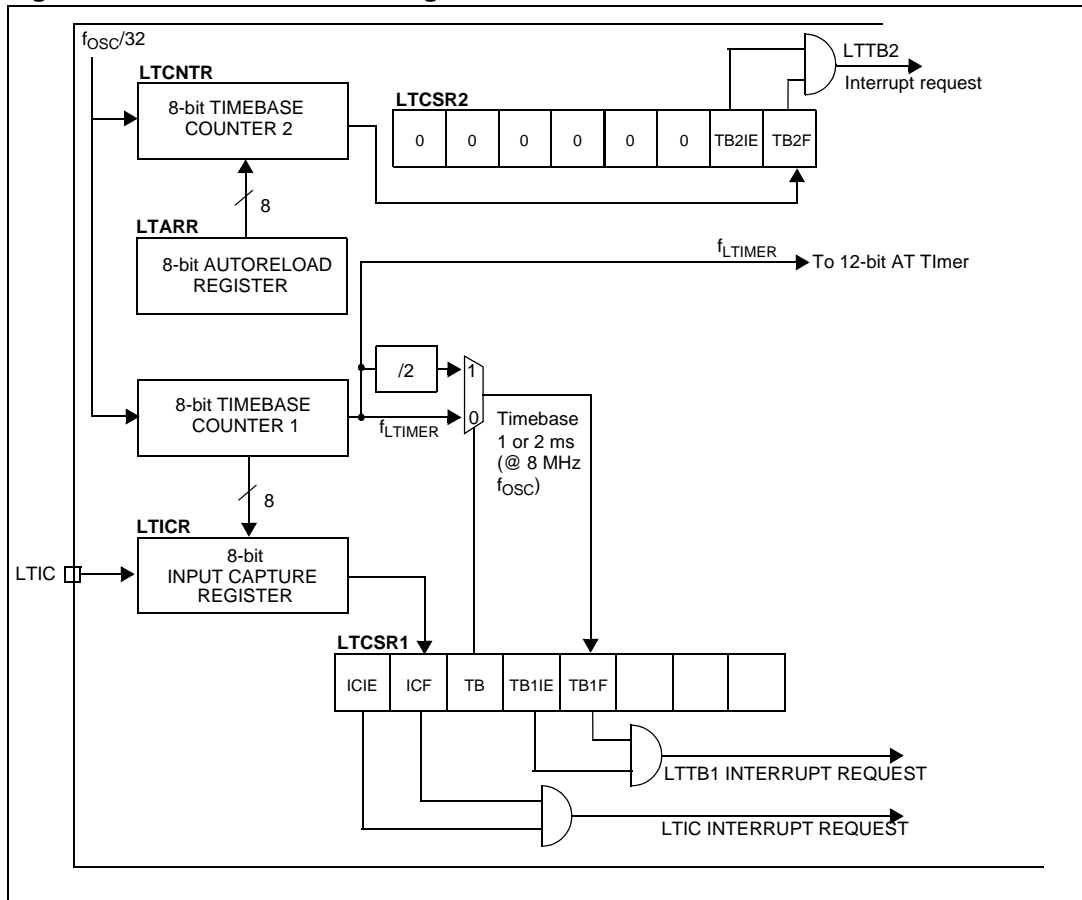 fOSC/32
LTTB2
Interrupt request
LTCNTR
8-bit TIMEBASE
COUNTER 2
LTCSR2
0 0 0 0 0 0 TB2IE TB2F
8
LTARR
8-bit AUTORELOAD
REGISTER
fLTIMER
To 12-bit AT TImer
/2
1
0
8-bit TIMEBASE
COUNTER 1
fLTIMER
Timebase
1 or 2 ms
(@ 8 MHz
fOSC)
8
LTICR
LTIC
8-bit
INPUT CAPTURE
REGISTER
LTCSR1
ICIE ICF TB TB1IE TB1F
LTTB1 INTERRUPT REQUEST
LTIC INTERRUPT REQUEST